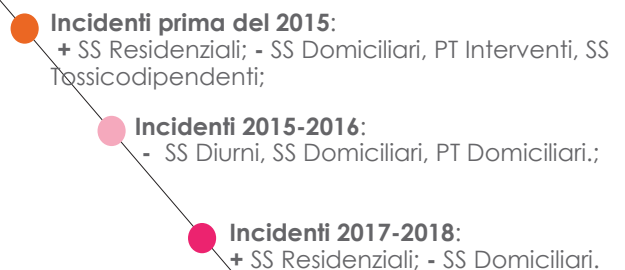 Incidenti prima del 2015:
+ SS Residenziali; - SS Domiciliari, PT Interventi, SS
Tossicodipendenti;
Incidenti 2015-2016:
- SS Diurni, SS Domiciliari, PT Domiciliari.;
Incidenti 2017-2018:
+ SS Residenziali; - SS Domiciliari.